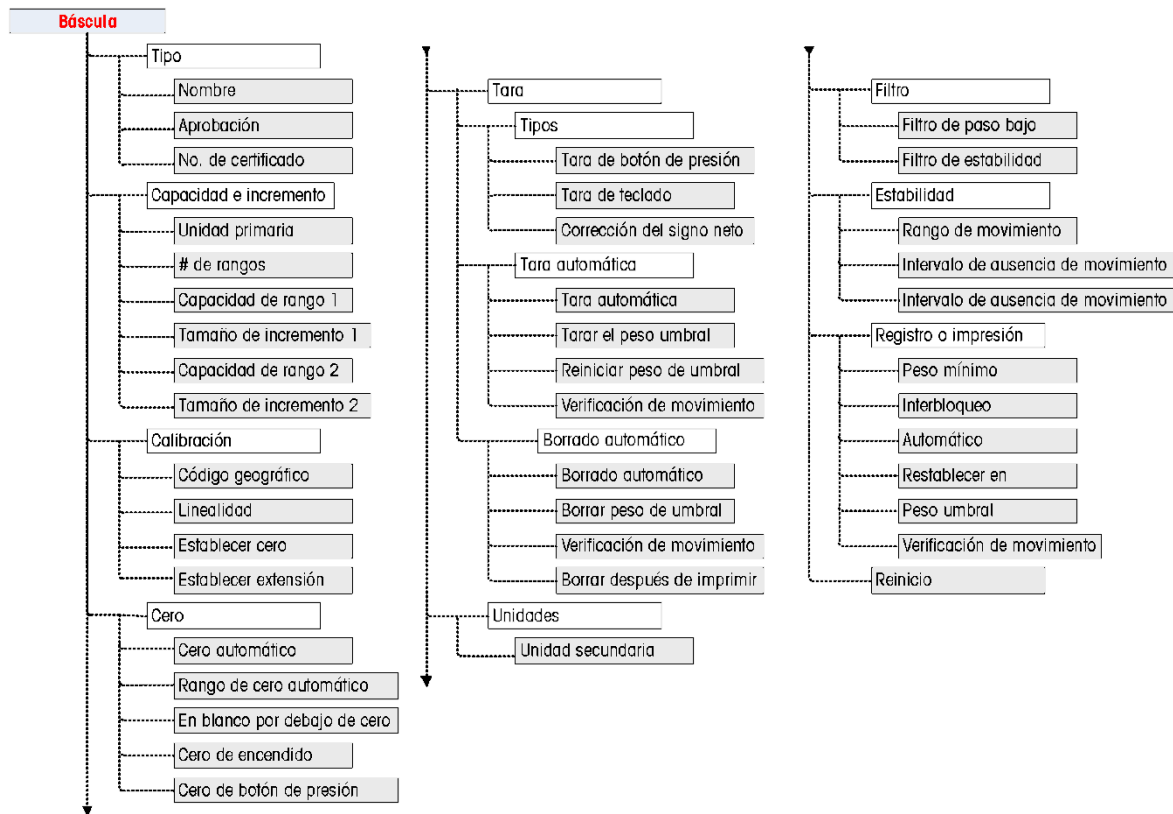 Báscula
Tipo
Nombre
Aprobación
No. de certificado
Capacidad e incremento
Unidad primaria
# de rangos
Capacidad de rango 1
Tamaño de incremento 1
Capacidad de rango 2
Tamaño de incremento 2
Calibración
Código geográfico
Linealidad
Establecer cero
Establecer extensión
Cero
Cero automático
Rango de cero automático
En blanco por debajo de cero
Cero de encendido
Cero de botón de presión
Tara
Tipos
Tara de botón de presión
Tara de teclado
Corrección del signo neto
Tara automática
Tara automática
Tarar el peso umbral
Reiniciar peso de umbral
Verificación de movimiento
Borrado automático
Borrado automático
Borrar peso de umbral
Verificación de movimiento
Borrar después de imprimir
Unidades
Unidad secundaria
Filtro
Filtro de paso bajo
Filtro de estabilidad
Estabilidad
Rango de movimiento
Intervalo de ausencia de movimiento
Intervalo de ausencia de movimiento
Registro o impresión
Peso mínimo
Interbloqueo
Automático
Restablecer en
Peso umbral
Verificación de movimiento
Reinicio